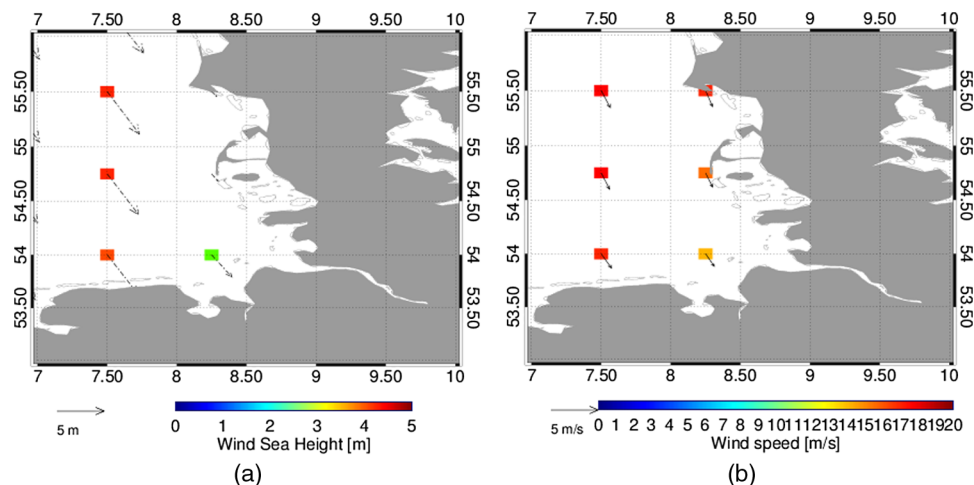 7 7.50 8 8.50 9 9.50 10
55.50 55 54.50 54 53.50
55.50 55 54.50 54 53.50
7 7.50 8 8.50 9 9.50 10
5 m
0 1 2 3 4 5
Wind Sea Height [m]
(a)
7 7.50 8 8.50 9 9.50 10
55.50 55 54.50 54 53.50
55.50 55 54.50 54 53.50
7 7.50 8 8.50 9 9.50 10
5 m/s
0 1 2 3 4 5 6 7 8 9 1011121314151617181920
Wind speed [m/s]
(b)